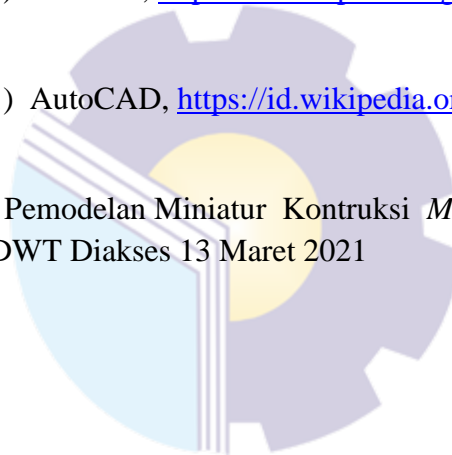 ) AutoCAD, https://id.wikipedia.o
Pemodelan Miniatur Kontruksi
DWT Diakses 13 Maret 2021